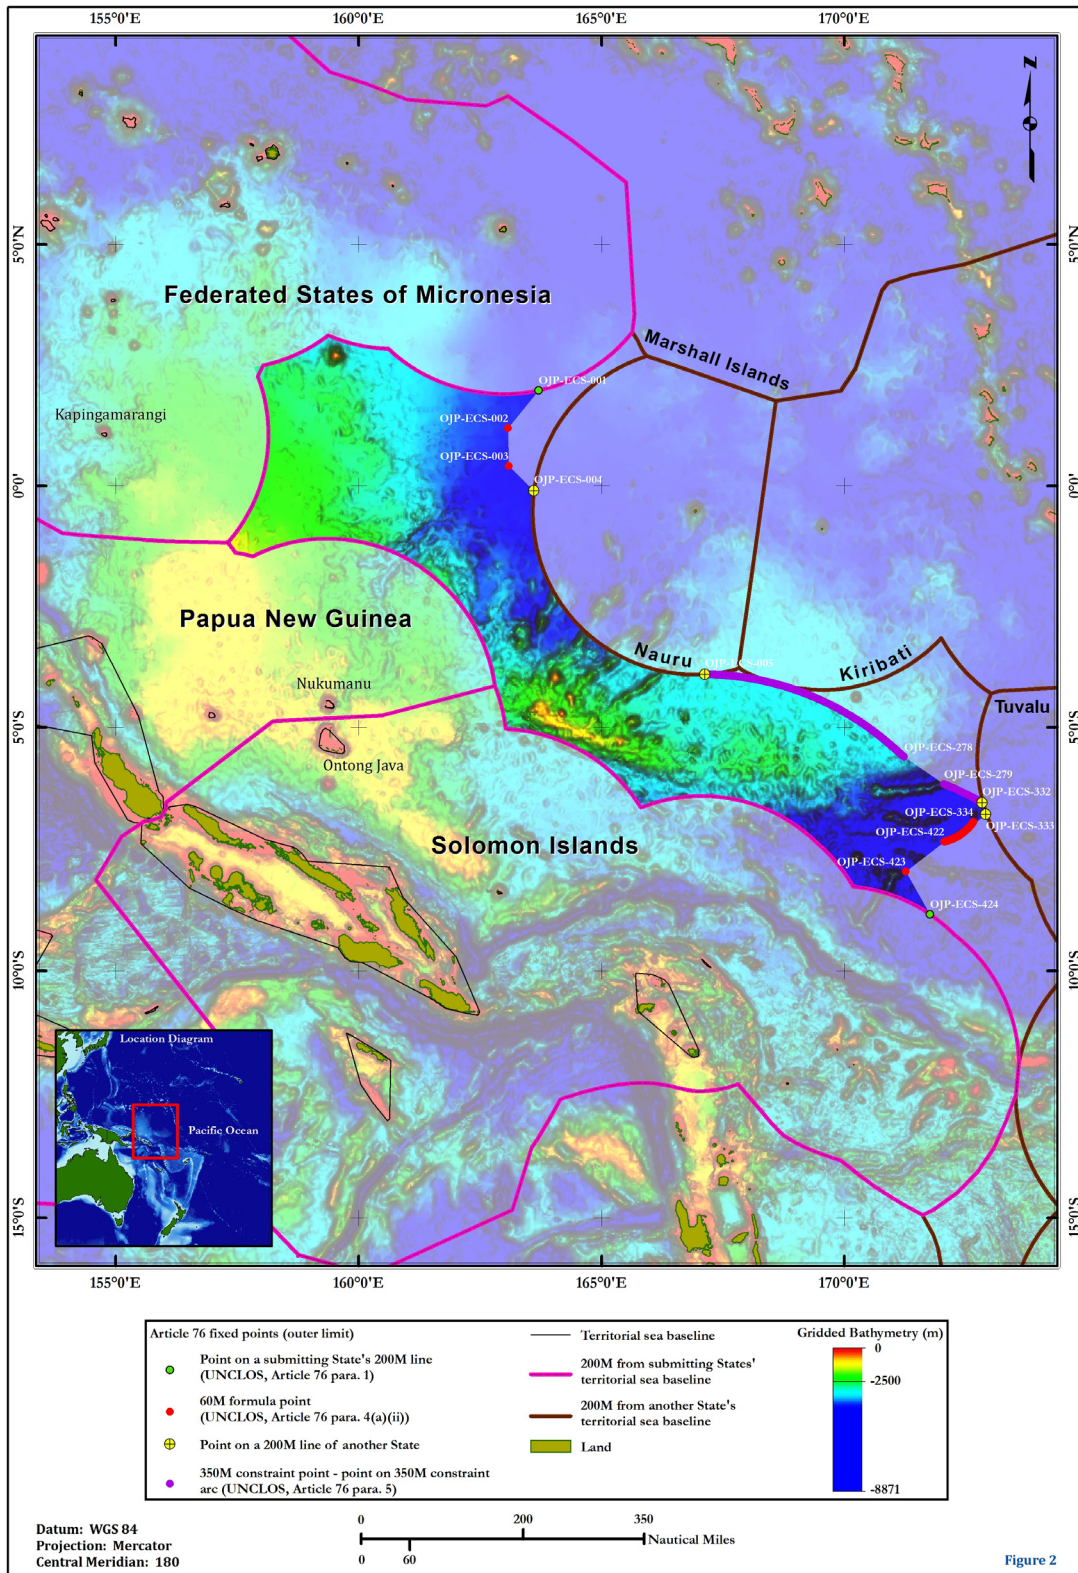 155°0'E 160°0'E 165°0'E 170°0'E
N
5°0'N 5°0'N
Federated States of Micronesia
Marshall Islands
OJP-ECS-001
Kapingamarangi
OJP-ECS-002
OJP-ECS-003
OJP-ECS-004
0°0' 0°0'
Papua New Guinea
Nauru
OJP-ECS-005
Kiribati
Nukumanu
Tuvalu
5°0'S 5°0'S
OJP-ECS-278
Ontong Java
OJP-ECS-279
OJP-ECS-332
OJP-ECS-334
OJP-ECS-333
OJP-ECS-422
Solomon Islands
OJP-ECS-423
OJP-ECS-424
10°0'S 10°0'S
Location Diagram
Pacific Ocean
15°0'S 15°0'S
155°0'E 160°0'E 165°0'E 170°0'E
Article 76 fixed points (outer limit)
Point on a submitting State's 200M line
(UNCLOS, Article 76 para. 1)
60M formula point
(UNCLOS, Article 76 para. 4(a)(ii))
Point on a 200M line of another State
350M constraint point - point on 350M constraint
arc (UNCLOS, Article 76 para. 5)
Territorial sea baseline
200M from submitting States'
territorial sea baseline
200M from another State's
territorial sea baseline
Land
Gridded Bathymetry (m)
0
-2500
-8871
Datum: WGS 84
Projection: Mercator
Central Meridian: 180
0 200 350
Nautical Miles
0 60
Figure 2